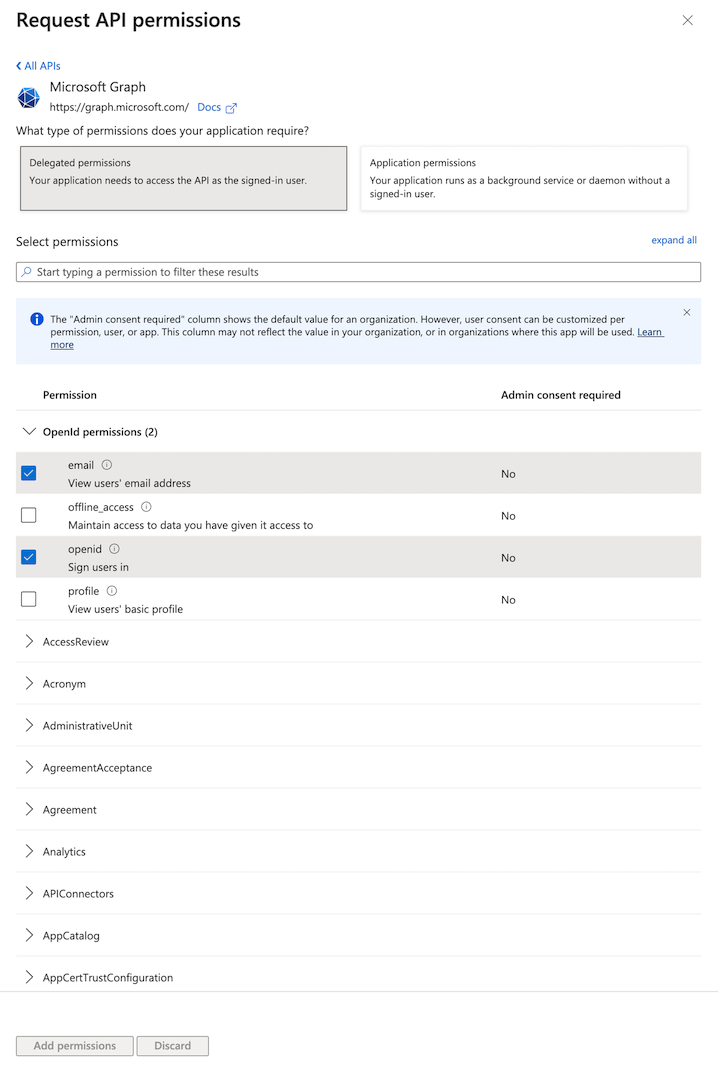 Request API permissions
All APIs
Microsoft Graph
https://graph.microsoft.com/ Docs
What type of permissions does your application require?
Delegated permissions
Your application needs to access the API as the signed-in user.
Application permissions
Your application runs as a background service or daemon without a
signed-in user.
Select permissions
expand all
Start typing a permission to filter these results
The "Admin consent required" column shows the default value for an organization. However, user consent can be customized per
permission, user, or app. This column may not reflect the value in your organization, or in organizations where this app will be used. Learn
more
Permission Admin consent required
OpenId permissions (2)
email
View users' email address
No
offline_access
Maintain access to data you have given it access to
No
openid
Sign users in
No
profile
View users' basic profile
No
AccessReview
Acronym
AdministrativeUnit
AgreementAcceptance
Agreement
Analytics
APIConnectors
AppCatalog
AppCertTrustConfiguration
Add permissions Discard